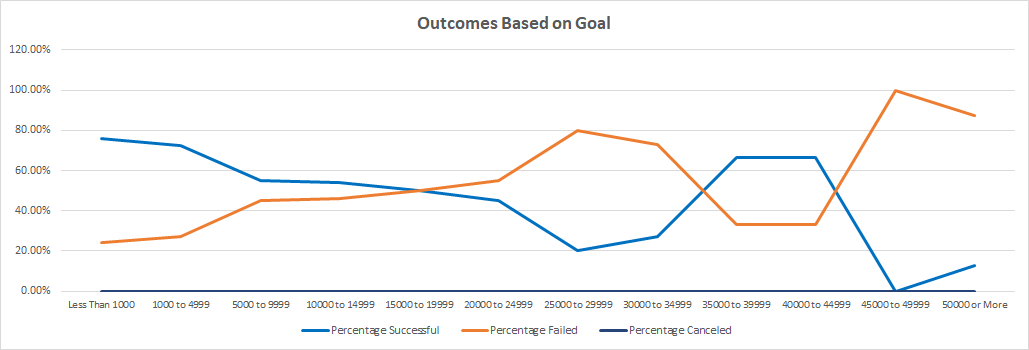 Outcomes Based on Goal
120.00%
100.00%
80.00%
60.00%
40.00%
20.00%
0.00%
Less Than 1000 1000 to 4999 5000 to 9999 10000 to 14999 15000 to 19999 20000 to 24999 25000 to 29999 30000 to 34999 35000 to 39999 40000 to 44999 45000 to 49999 50000 or More
Percentage Successful Percentage Failed Percentage Canceled